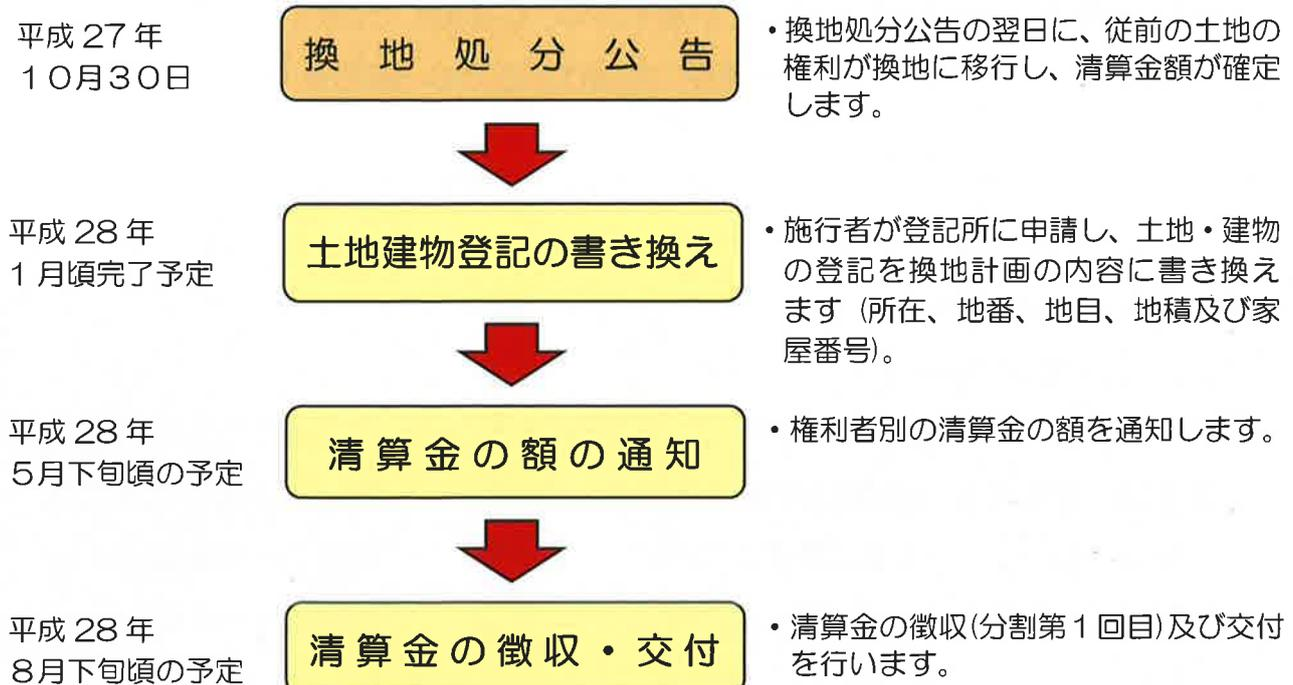 平成 27 年
１０月３０日
換地処分公告
・換地処分公告の翌日に、従前の土地の
権利が換地に移行し、清算金額が確定
します。
平成 28 年
1 月頃完了予定
土地建物登記の書き換え
・施行者が登記所に申請し、土地・建物
の登記を換地計画の内容に書き換え
ます（所在、地番、地目、地積及び家
屋番号)。
平成 28 年
５月下旬頃の予定
清算金の額の通知
・権利者別の清算金の額を通知します。
平成 28 年
８月下旬頃の予定
清算金の徴収・交付
・清算金の徴収(分割第１回目)及び交付
を行います。